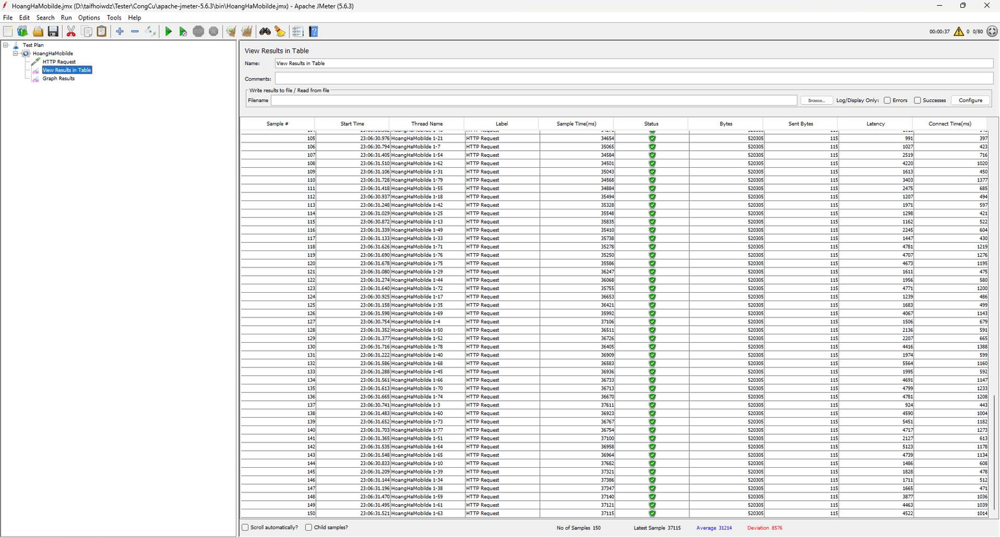 HoangHaMobilde.jmx (D:\taifhoiwdz\Tester\CongCu\apache-jmeter-5.6.3\bin\HoangHaMobilde.jmx) - Apache JMeter (5.6.3)
File Edit Search Run Options Tools Help
00:00:37 0 0/80
Test Plan
HoangHaMobilde
HTTP Request
View Results in Table
Graph Results
View Results in Table
Name: View Results in Table
Comments:
Write results to file / Read from file
Filename Browse... Log/Display Only: Errors Successes Configure
Sample # Start Time Thread Name Label Sample Time(ms) Status Bytes Sent Bytes Latency Connect Time(ms)
105 23:06:30.976 HoangHaMobilde 1-21 HTTP Request 34654 520305 115 991 397
106 23:06:30.794 HoangHaMobilde 1-7 HTTP Request 35065 520305 115 1027 423
107 23:06:31.405 HoangHaMobilde 1-54 HTTP Request 34584 520305 115 2519 716
108 23:06:31.510 HoangHaMobilde 1-62 HTTP Request 34501 520305 115 4220 1020
109 23:06:31.106 HoangHaMobilde 1-31 HTTP Request 35043 520305 115 1613 450
110 23:06:31.728 HoangHaMobilde 1-79 HTTP Request 34568 520305 115 3403 1377
111 23:06:31.418 HoangHaMobilde 1-55 HTTP Request 34884 520305 115 2475 685
112 23:06:30.937 HoangHaMobilde 1-18 HTTP Request 35494 520305 115 1207 494
113 23:06:31.248 HoangHaMobilde 1-42 HTTP Request 35328 520305 115 1971 597
114 23:06:31.029 HoangHaMobilde 1-25 HTTP Request 35548 520305 115 1298 421
115 23:06:30.872 HoangHaMobilde 1-13 HTTP Request 35835 520305 115 1162 522
116 23:06:31.339 HoangHaMobilde 1-49 HTTP Request 35410 520305 115 2245 604
117 23:06:31.133 HoangHaMobilde 1-33 HTTP Request 35738 520305 115 1447 430
118 23:06:31.626 HoangHaMobilde 1-71 HTTP Request 35278 520305 115 4781 1219
119 23:06:31.690 HoangHaMobilde 1-76 HTTP Request 35250 520305 115 4707 1276
120 23:06:31.678 HoangHaMobilde 1-75 HTTP Request 35586 520305 115 4673 1195
121 23:06:31.080 HoangHaMobilde 1-29 HTTP Request 36247 520305 115 1611 475
122 23:06:31.274 HoangHaMobilde 1-44 HTTP Request 36068 520305 115 1956 580
123 23:06:31.640 HoangHaMobilde 1-72 HTTP Request 35755 520305 115 4771 1200
124 23:06:30.925 HoangHaMobilde 1-17 HTTP Request 36653 520305 115 1239 486
125 23:06:31.158 HoangHaMobilde 1-35 HTTP Request 36421 520305 115 1683 499
126 23:06:31.598 HoangHaMobilde 1-69 HTTP Request 35992 520305 115 4067 1143
127 23:06:30.754 HoangHaMobilde 1-4 HTTP Request 37106 520305 115 1506 679
128 23:06:31.352 HoangHaMobilde 1-50 HTTP Request 36511 520305 115 2136 591
129 23:06:31.377 HoangHaMobilde 1-52 HTTP Request 36726 520305 115 2207 665
130 23:06:31.716 HoangHaMobilde 1-78 HTTP Request 36405 520305 115 4416 1388
131 23:06:31.222 HoangHaMobilde 1-40 HTTP Request 36909 520305 115 1974 599
132 23:06:31.586 HoangHaMobilde 1-68 HTTP Request 36583 520305 115 5564 1160
133 23:06:31.288 HoangHaMobilde 1-45 HTTP Request 36936 520305 115 1995 592
134 23:06:31.561 HoangHaMobilde 1-66 HTTP Request 36733 520305 115 4691 1147
135 23:06:31.613 HoangHaMobilde 1-70 HTTP Request 36713 520305 115 4799 1233
136 23:06:31.665 HoangHaMobilde 1-74 HTTP Request 36670 520305 115 4781 1208
137 23:06:30.741 HoangHaMobilde 1-3 HTTP Request 37611 520305 115 924 443
138 23:06:31.483 HoangHaMobilde 1-60 HTTP Request 36923 520305 115 4590 1004
139 23:06:31.652 HoangHaMobilde 1-73 HTTP Request 36767 520305 115 5451 1182
140 23:06:31.703 HoangHaMobilde 1-77 HTTP Request 36754 520305 115 4717 1273
141 23:06:31.365 HoangHaMobilde 1-51 HTTP Request 37100 520305 115 2127 613
142 23:06:31.535 HoangHaMobilde 1-64 HTTP Request 36958 520305 115 5123 1178
143 23:06:31.548 HoangHaMobilde 1-65 HTTP Request 36964 520305 115 4739 1134
144 23:06:30.833 HoangHaMobilde 1-10 HTTP Request 37682 520305 115 1486 608
145 23:06:31.209 HoangHaMobilde 1-39 HTTP Request 37321 520305 115 1828 478
146 23:06:31.144 HoangHaMobilde 1-34 HTTP Request 37386 520305 115 1711 512
147 23:06:31.196 HoangHaMobilde 1-38 HTTP Request 37347 520305 115 1665 471
148 23:06:31.470 HoangHaMobilde 1-59 HTTP Request 37140 520305 115 3877 1036
149 23:06:31.495 HoangHaMobilde 1-61 HTTP Request 37121 520305 115 4463 1039
150 23:06:31.521 HoangHaMobilde 1-63 HTTP Request 37115 520305 115 4522 1014
Scroll automatically? Child samples? No of Samples 150 Latest Sample 37115 Average 31214 Deviation 8576